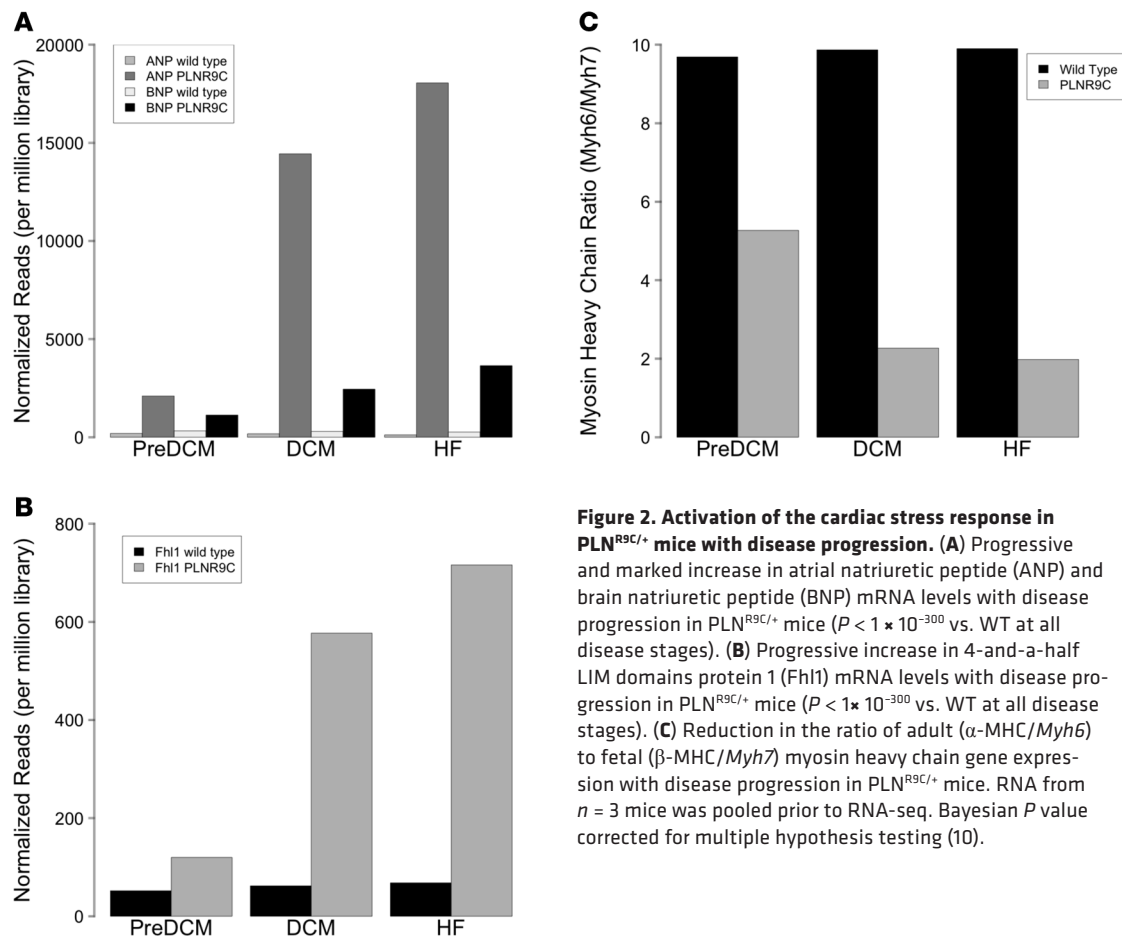 A
Normalized Reads (per million library)
20000
15000
10000
5000
0
ANP wild type
ANP PLNR9C
BNP wild type
BNP PLNR9C
PreDCM DCM HF
B
Normalized Reads (per million library)
800
600
400
200
0
Fhl1 wild type
Fhl1 PLNR9C
PreDCM DCM HF
C
Myosin Heavy Chain Ratio (Myh6/Myh7)
10
8
6
4
2
0
Wild Type
PLNR9C
PreDCM DCM HF
Figure 2. Activation of the cardiac stress response in
PLN^R9C/+ mice with disease progression. (A) Progressive
and marked increase in atrial natriuretic peptide (ANP) and
brain natriuretic peptide (BNP) mRNA levels with disease
progression in PLN^R9C/+ mice (P < 1 × 10^−300 vs. WT at all
disease stages). (B) Progressive increase in 4-and-a-half
LIM domains protein 1 (Fhl1) mRNA levels with disease pro-
gression in PLN^R9C/+ mice (P < 1× 10^−300 vs. WT at all disease
stages). (C) Reduction in the ratio of adult (α-MHC/Myh6)
to fetal (β-MHC/Myh7) myosin heavy chain gene expres-
sion with disease progression in PLN^R9C/+ mice. RNA from
n = 3 mice was pooled prior to RNA-seq. Bayesian P value
corrected for multiple hypothesis testing (10).